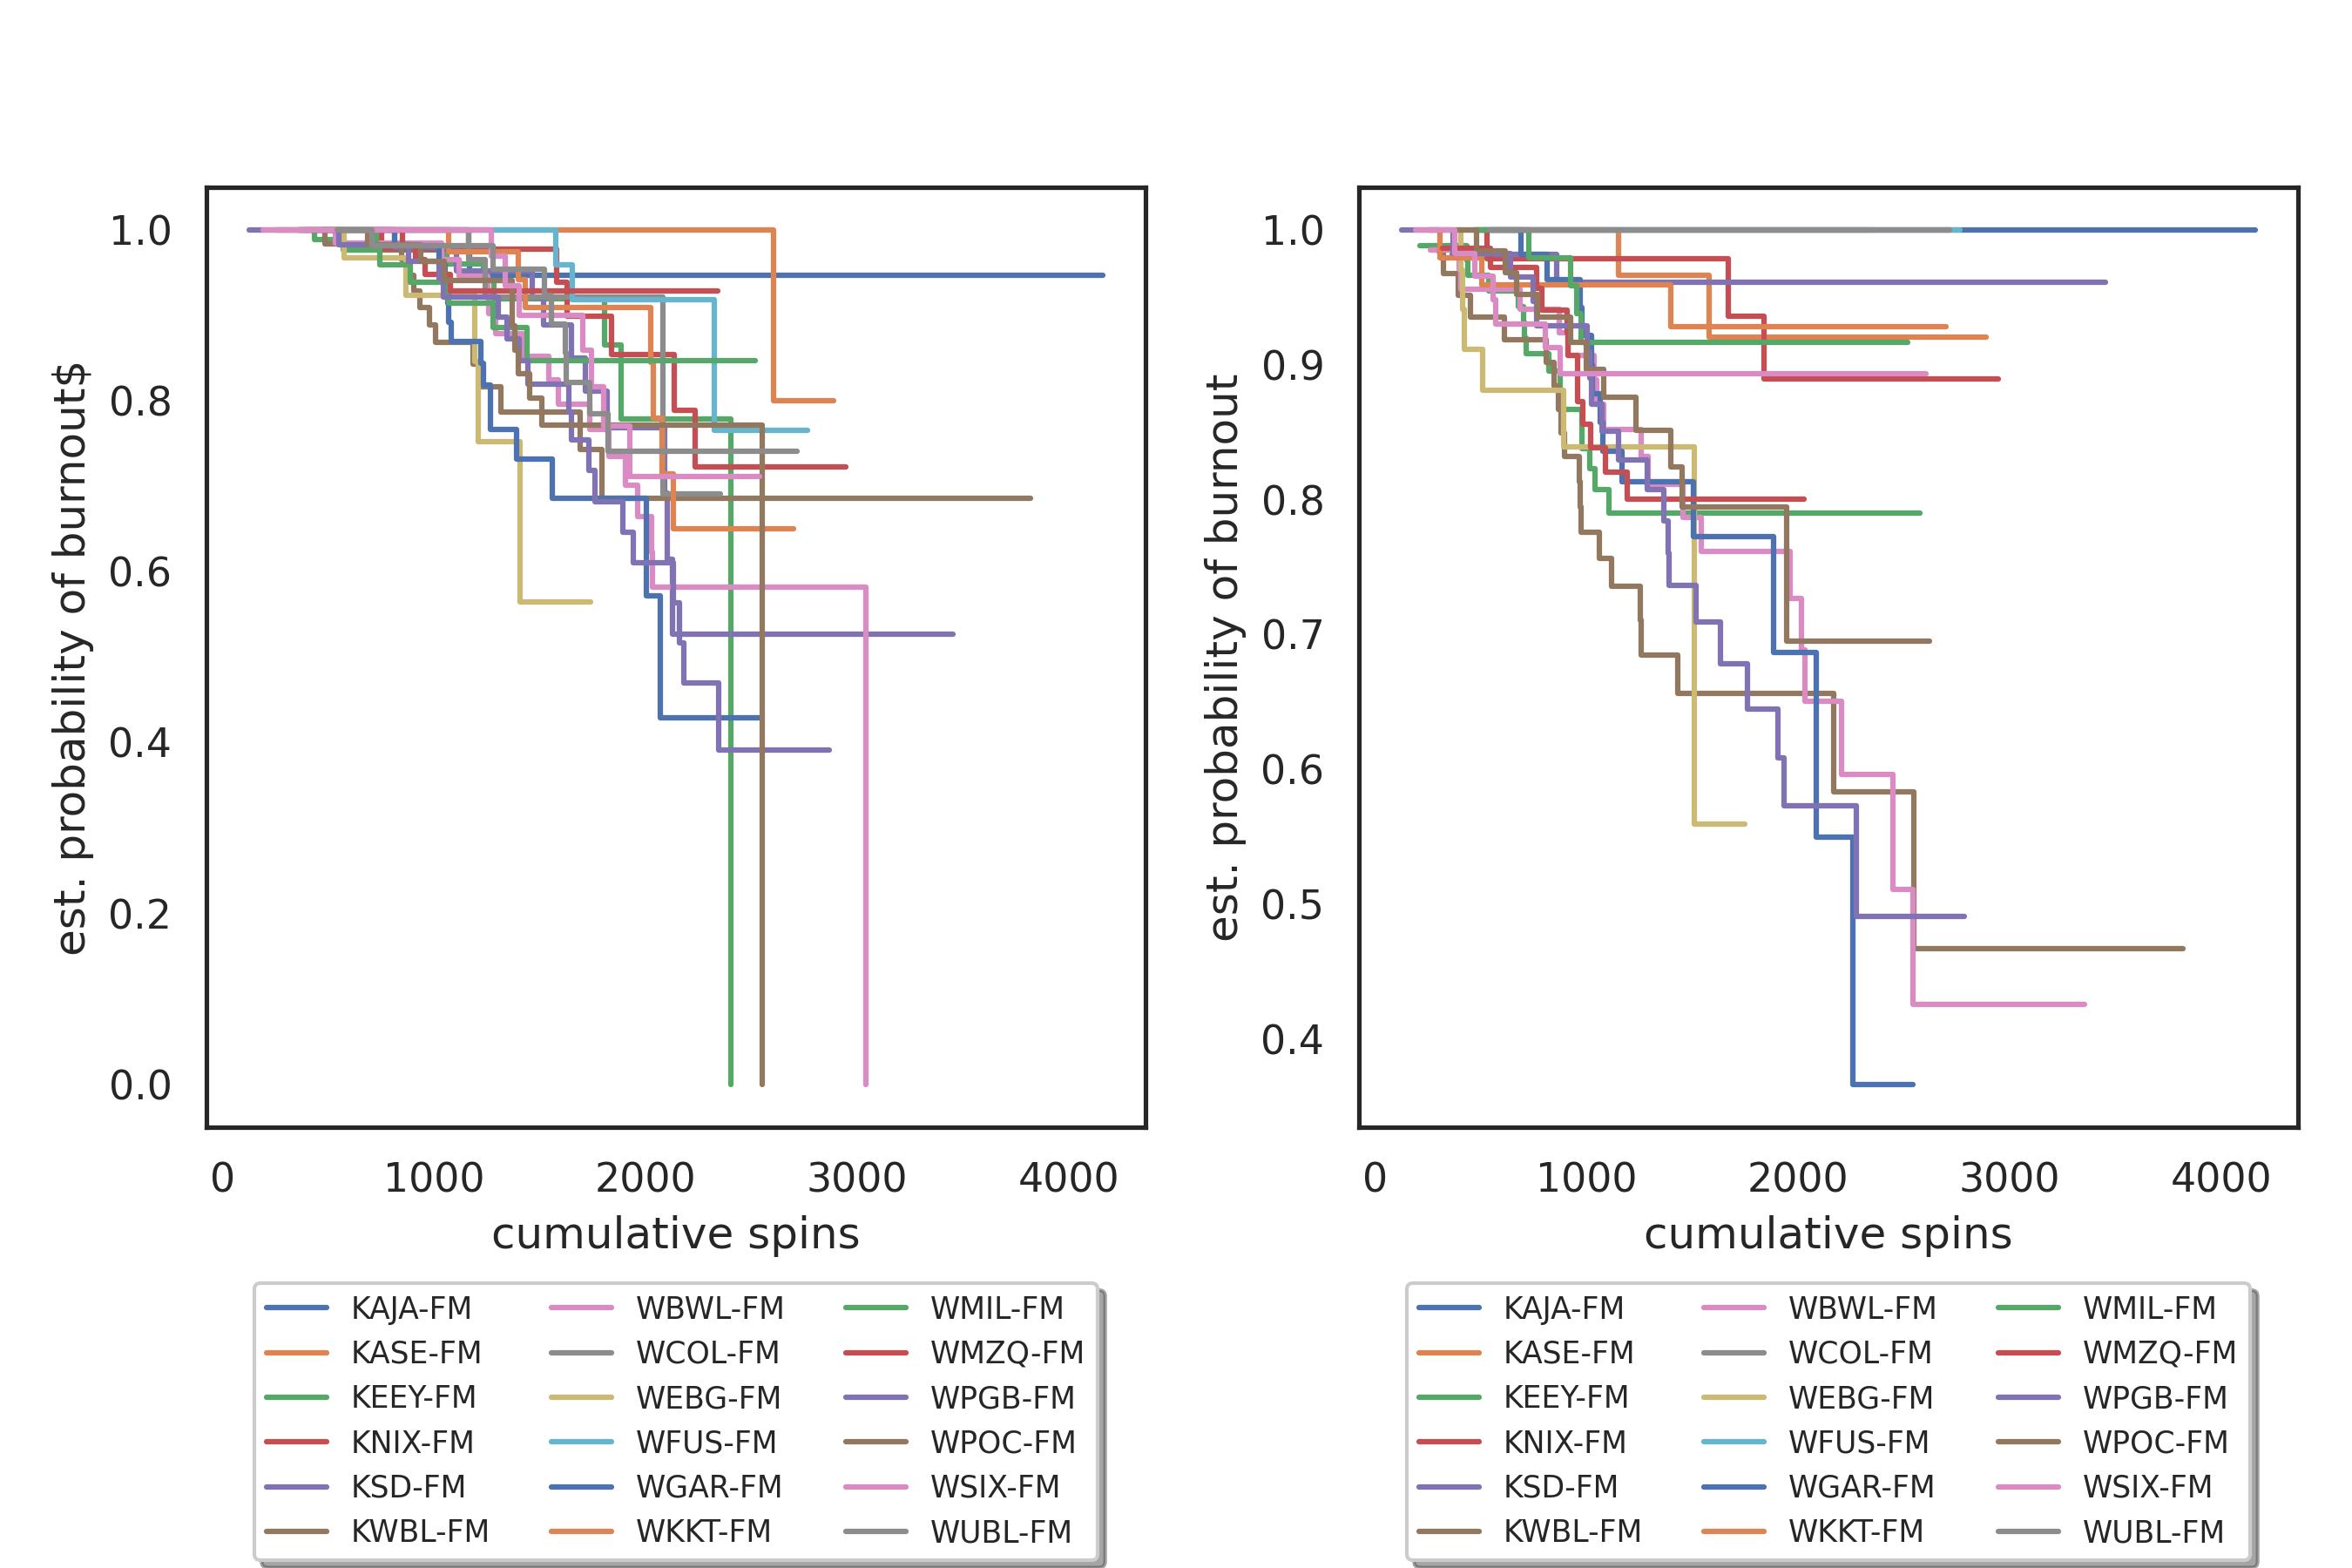 est. probability of burnout$
1.0
0.8
0.6
0.4
0.2
0.0
0 1000 2000 3000 4000
cumulative spins
KAJA-FM WBWL-FM WMIL-FM
KASE-FM WCOL-FM WMZQ-FM
KEEY-FM WEBG-FM WPGB-FM
KNIX-FM WFUS-FM WPOC-FM
KSD-FM WGAR-FM WSIX-FM
KWBL-FM WKKT-FM WUBL-FM
est. probability of burnout
1.0
0.9
0.8
0.7
0.6
0.5
0.4
0 1000 2000 3000 4000
cumulative spins
KAJA-FM WBWL-FM WMIL-FM
KASE-FM WCOL-FM WMZQ-FM
KEEY-FM WEBG-FM WPGB-FM
KNIX-FM WFUS-FM WPOC-FM
KSD-FM WGAR-FM WSIX-FM
KWBL-FM WKKT-FM WUBL-FM